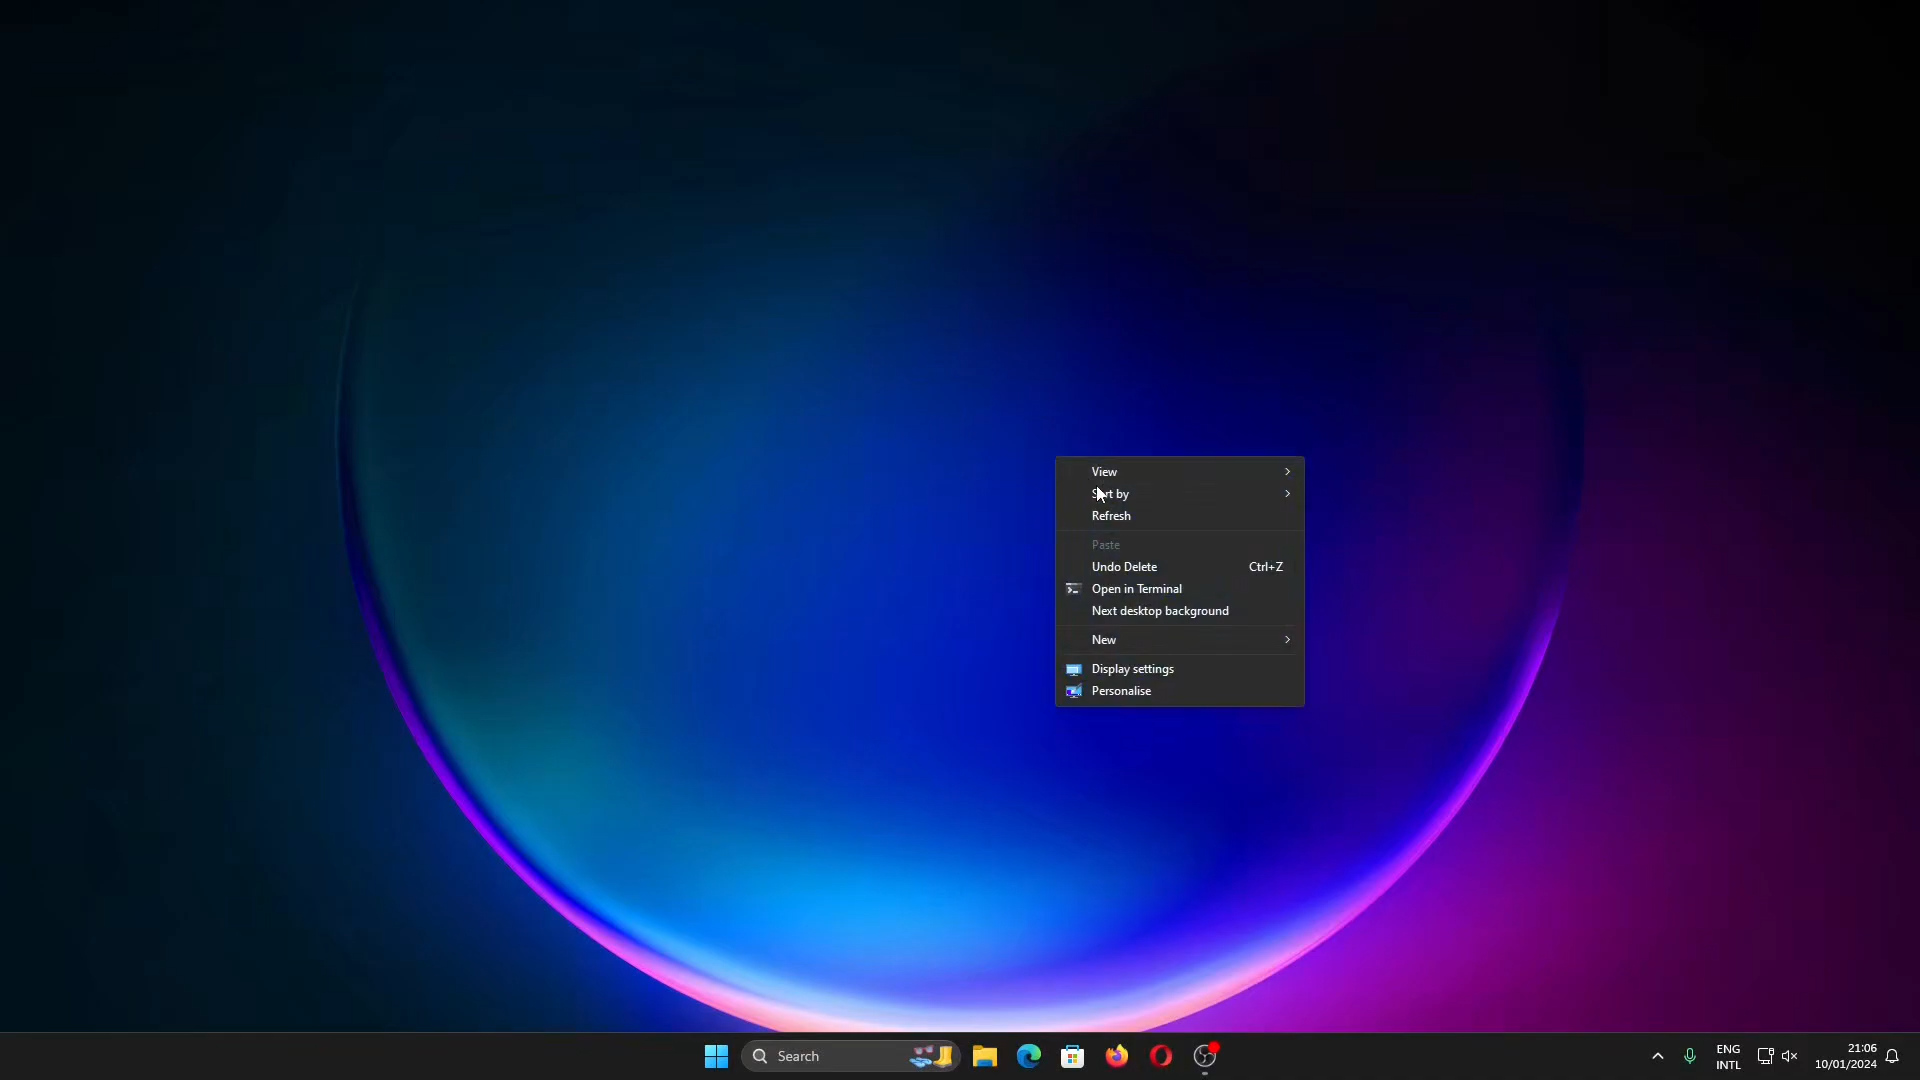 View
Sort by
Refresh
Paste
Undo Delete Ctrl+Z
Open in Terminal
Next desktop background
New
Display settings
Personalise
Search
ENG
INTL
21:06
10/01/2024